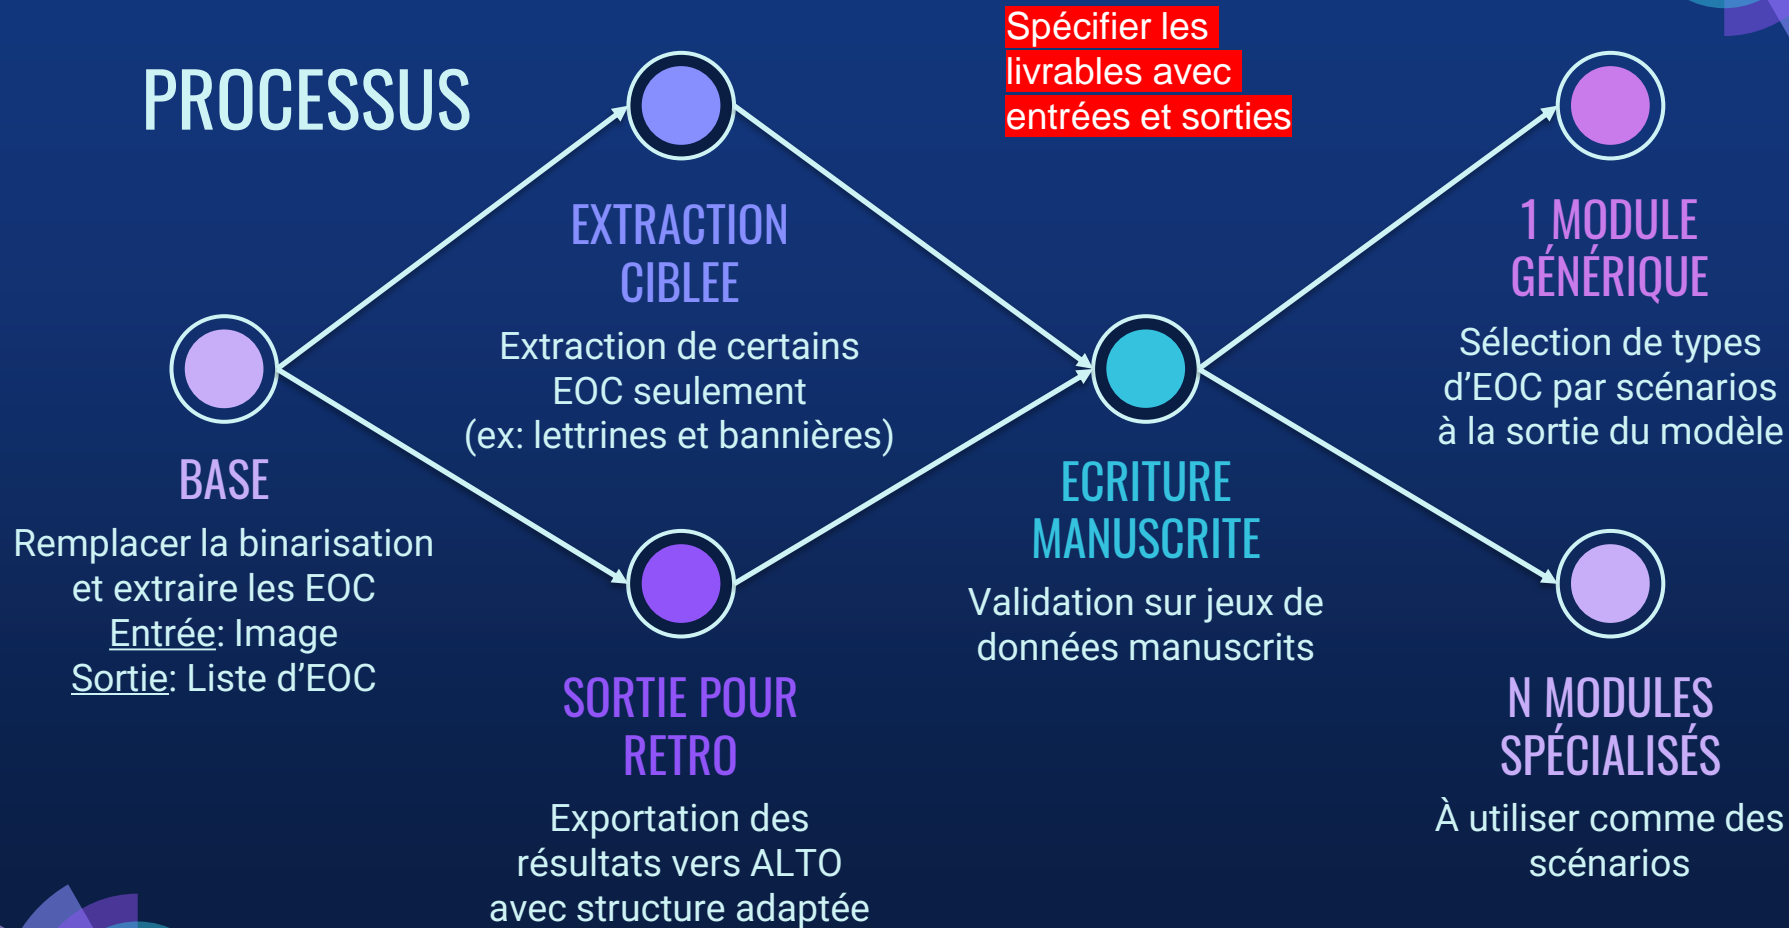 PROCESSUS
Spécifier les
livrables avec
entrées et sorties
BASE
Remplacer la binarisation
et extraire les EOC
Entrée: Image
Sortie: Liste d’EOC
EXTRACTION
CIBLEE
Extraction de certains
EOC seulement
(ex: lettrines et bannières)
SORTIE POUR
RETRO
Exportation des
résultats vers ALTO
avec structure adaptée
ECRITURE
MANUSCRITE
Validation sur jeux de
données manuscrits
1 MODULE
GÉNÉRIQUE
Sélection de types
d’EOC par scénarios
à la sortie du modèle
N MODULES
SPÉCIALISÉS
À utiliser comme des
scénarios